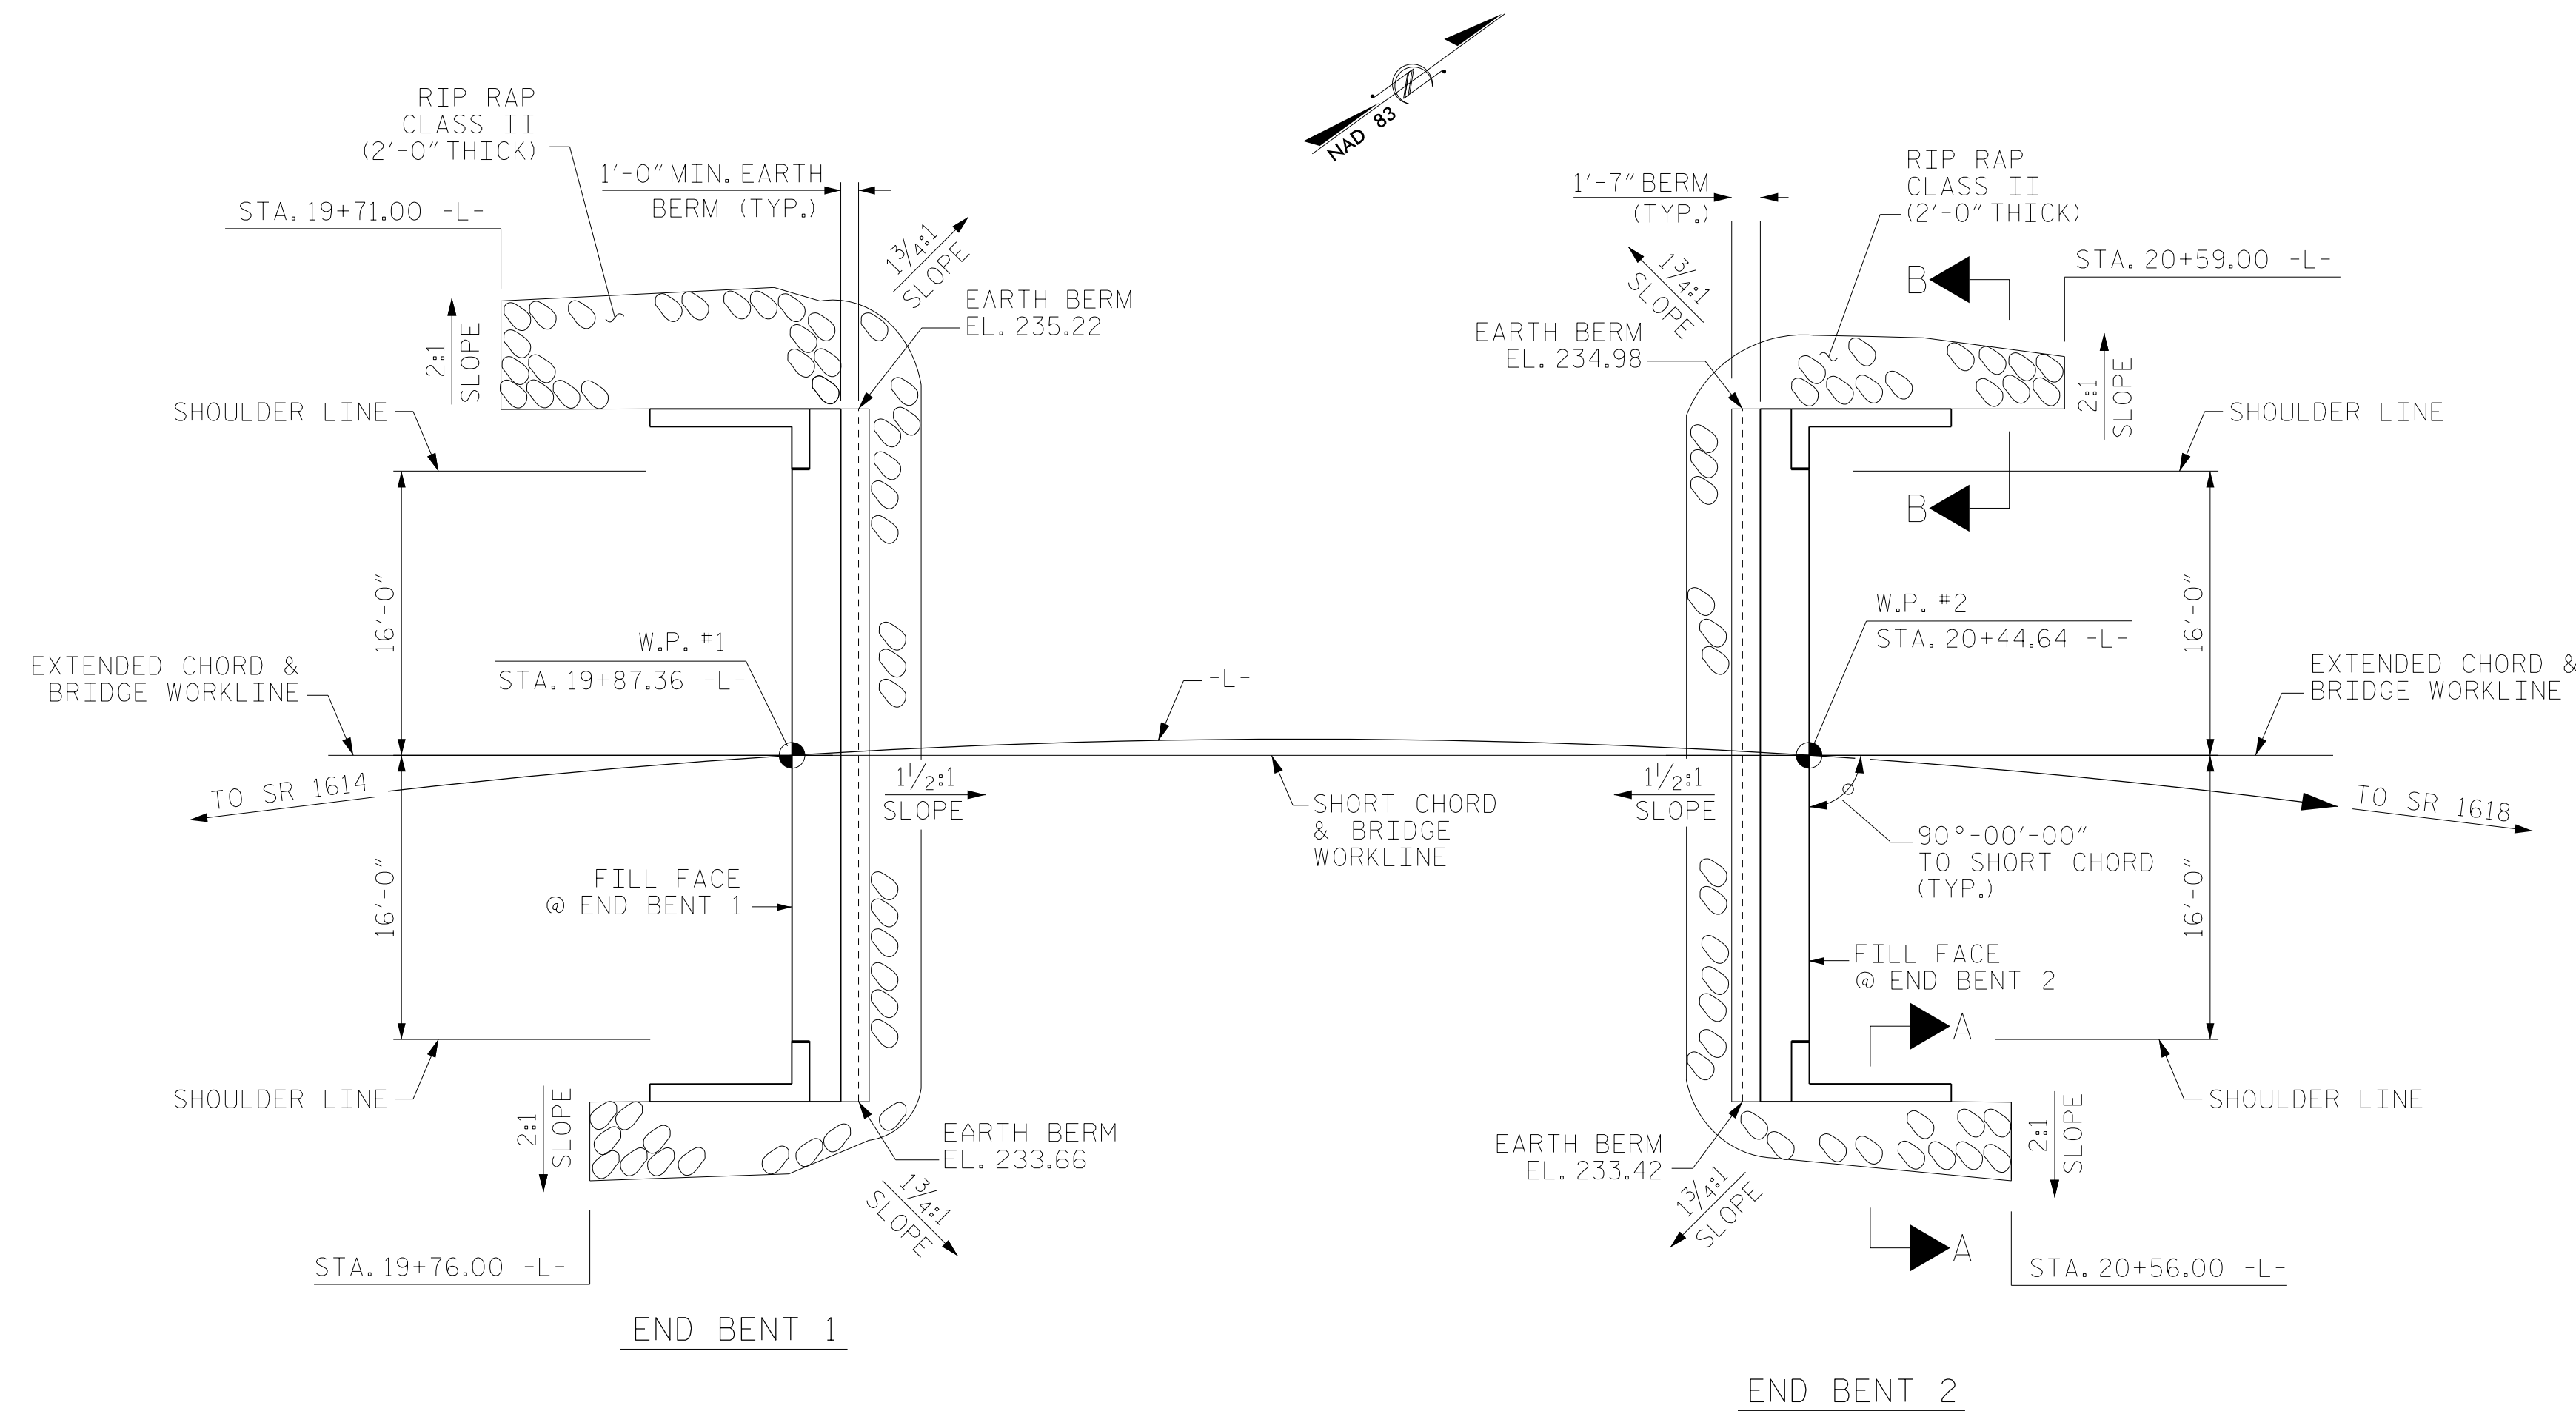 NAD 83
RIP RAP
CLASS II
(2'-0" THICK)
1'-0" MIN. EARTH
BERM (TYP.)
STA. 19+71.00 -L-
1 3/4:1
SLOPE
EARTH BERM
EL. 235.22
2:1
SLOPE
SHOULDER LINE
16'-0"
W.P. #1
STA. 19+87.36 -L-
EXTENDED CHORD &
BRIDGE WORKLINE
TO SR 1614
-L-
1 1/2:1
SLOPE
SHORT CHORD
& BRIDGE
WORKLINE
FILL FACE
@ END BENT 1
16'-0"
SHOULDER LINE
2:1
SLOPE
EARTH BERM
EL. 233.66
1 3/4:1
SLOPE
STA. 19+76.00 -L-
END BENT 1
1'-7" BERM
(TYP.)
RIP RAP
CLASS II
(2'-0" THICK)
1 3/4:1
SLOPE
B
STA. 20+59.00 -L-
EARTH BERM
EL. 234.98
2:1
SLOPE
SHOULDER LINE
B
W.P. #2
STA. 20+44.64 -L-
16'-0"
EXTENDED CHORD &
BRIDGE WORKLINE
1 1/2:1
SLOPE
TO SR 1618
90°-00'-00"
TO SHORT CHORD
(TYP.)
16'-0"
FILL FACE
@ END BENT 2
A
SHOULDER LINE
EARTH BERM
EL. 233.42
2:1
SLOPE
1 3/4:1
SLOPE
A
STA. 20+56.00 -L-
END BENT 2